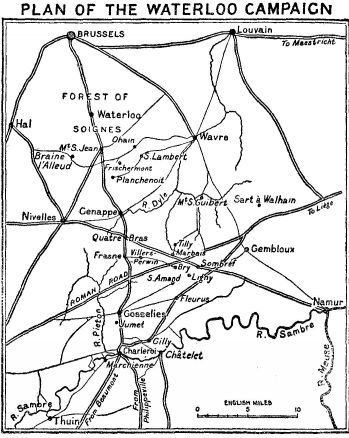 PLAN OF THE WATERLOO CAMPAIGN
BRUSSELS
Louvain
To Maestricht
FOREST OF
Waterloo
SOIGNES
Hal
Mt. S. Jean
Ohain
Wavre
Braine
l'Alleud
S. Lambert
Frischermont
Planchenoit
R. Dyle
Mt. S. Guibert
Sart à Walhain
To Liége
Nivelles
Genappe
Quatre Bras
Tilly
Marbais
Gembloux
Frasne
Villers-
Perwin
Bry
Sombref
ROMAN ROAD
S. Amand
Ligny
Fleurus
Namur
R. Pieton
Gosselies
Jumet
R. Sambre
R. Meuse
Gilly
Charleroi
Châtelet
Marchienne
R. Sambre
Thuin
From Beaumont
From
Philippeville
ENGLISH MILES
0 5 10